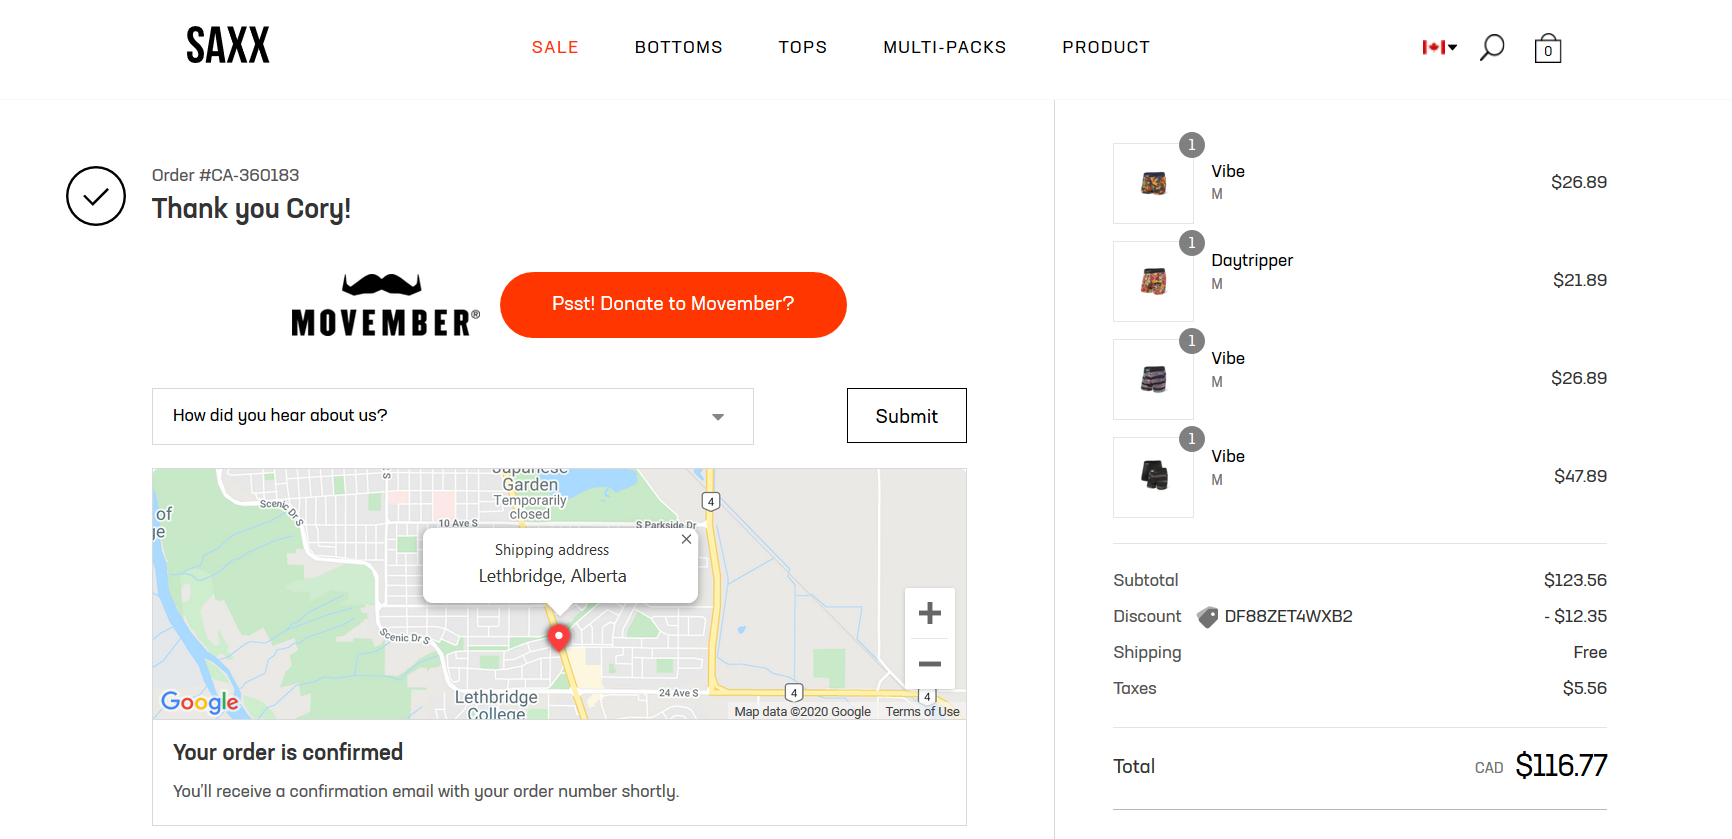 SAXX
SALE BOTTOMS TOPS MULTI-PACKS PRODUCT
0
Order #CA-360183
Thank you Cory!
MOVEMBER®
Psst! Donate to Movember?
How did you hear about us?
Submit
Japanese
Garden
Temporarily
closed
Scenic Dr S
S
of
ge
10 Ave S
S Parkside Dr
4
Shipping address
Lethbridge, Alberta
Scenic Dr S
Lethbridge
College
24 Ave S
4
4
Google
Map data ©2020 Google Terms of Use
Your order is confirmed
You'll receive a confirmation email with your order number shortly.
1
Vibe
M
$26.89
1
Daytripper
M
$21.89
1
Vibe
M
$26.89
1
Vibe
M
$47.89
Subtotal $123.56
Discount DF88ZET4WXB2 - $12.35
Shipping Free
Taxes $5.56
Total CAD $116.77